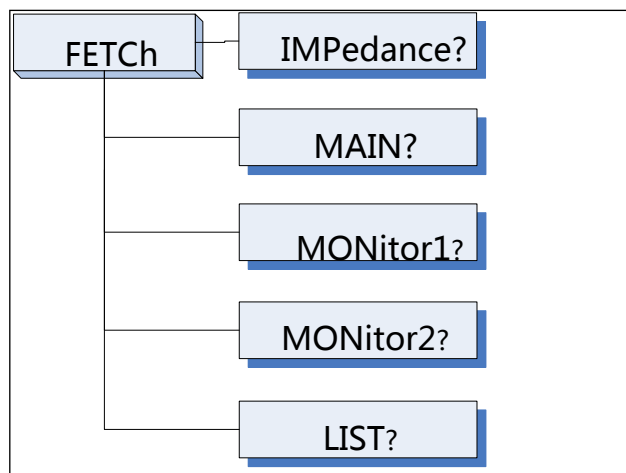 FETCh
IMPedance?
MAIN?
MONitor1?
MONitor2?
LIST?